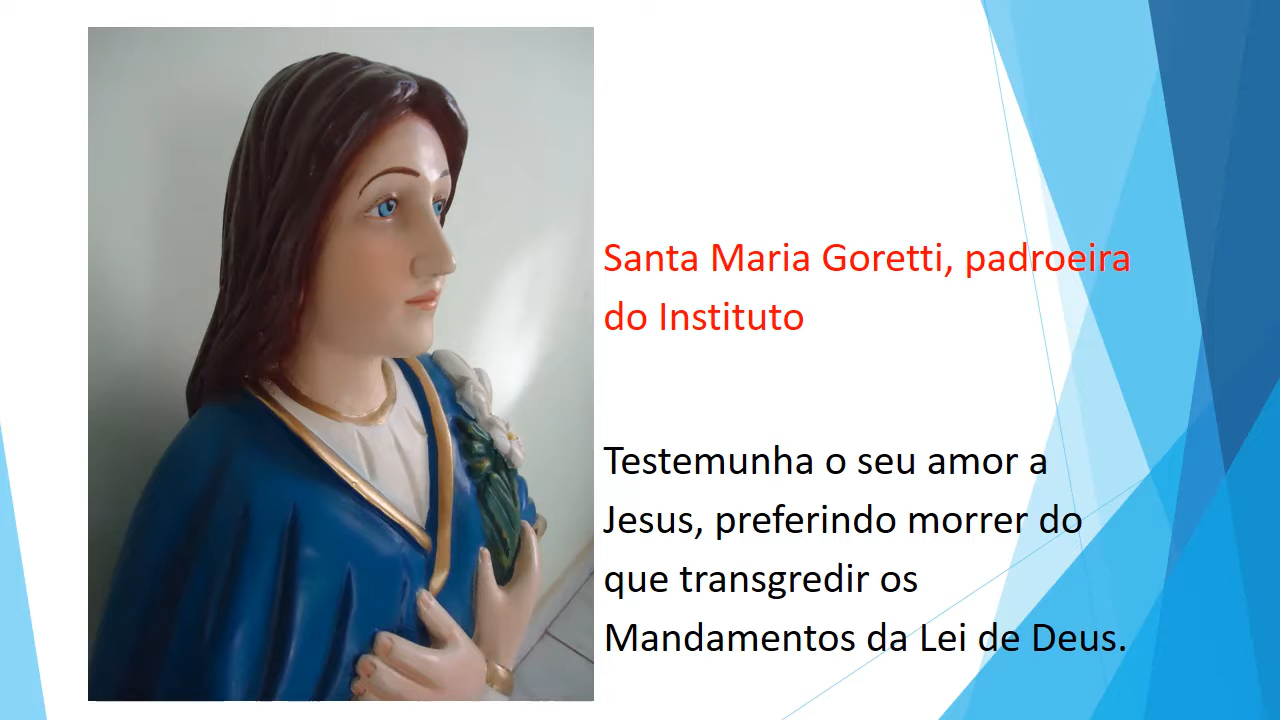 Santa Maria Goretti, padroeira
do Instituto
Testemunha o seu amor a
Jesus, preferindo morrer do
que transgredir os
Mandamentos da Lei de Deus.